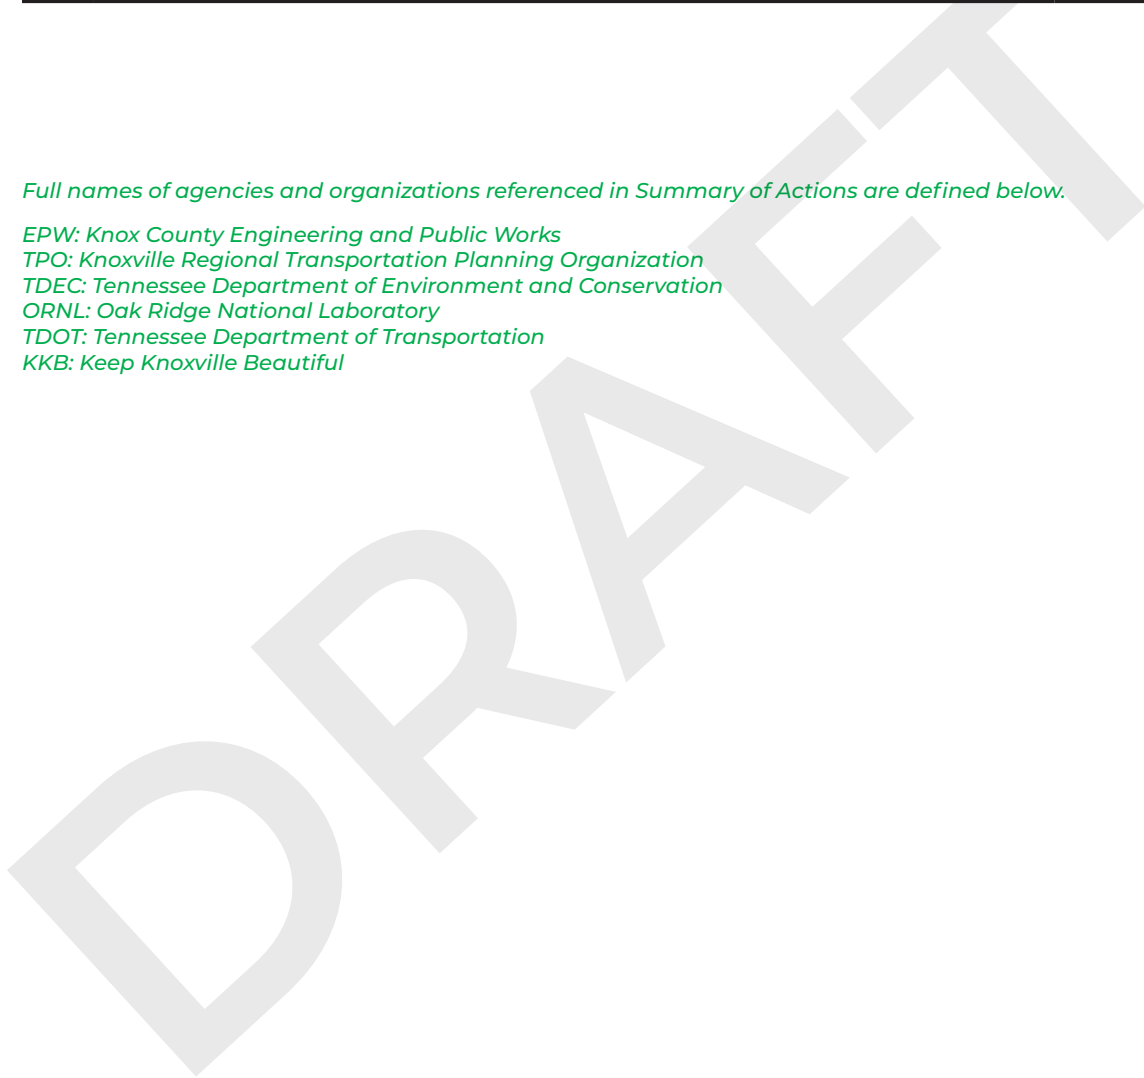 Full names of agencies and organizations referenced in Summary of Actions are defined below.
EPW: Knox County Engineering and Public Works
TPO: Knoxville Regional Transportation Planning Organization
TDEC: Tennessee Department of Environment and Conservation
ORNL: Oak Ridge National Laboratory
TDOT: Tennessee Department of Transportation
KKB: Keep Knoxville Beautiful
DRAFT